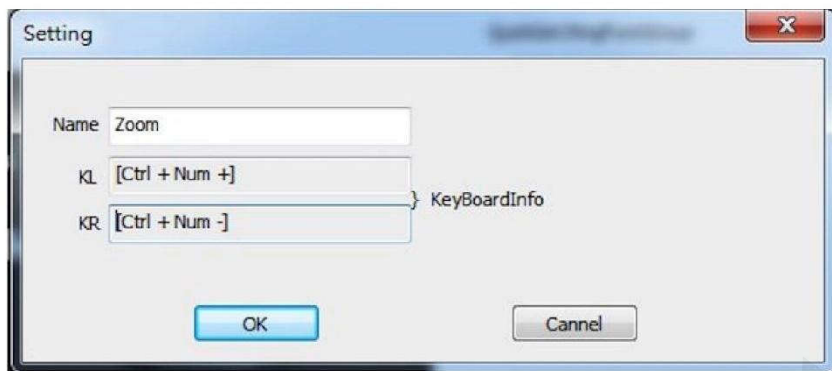 Setting
Name Zoom
KL [Ctrl + Num +]
} KeyBoardInfo
KR [Ctrl + Num -]
OK Cannel